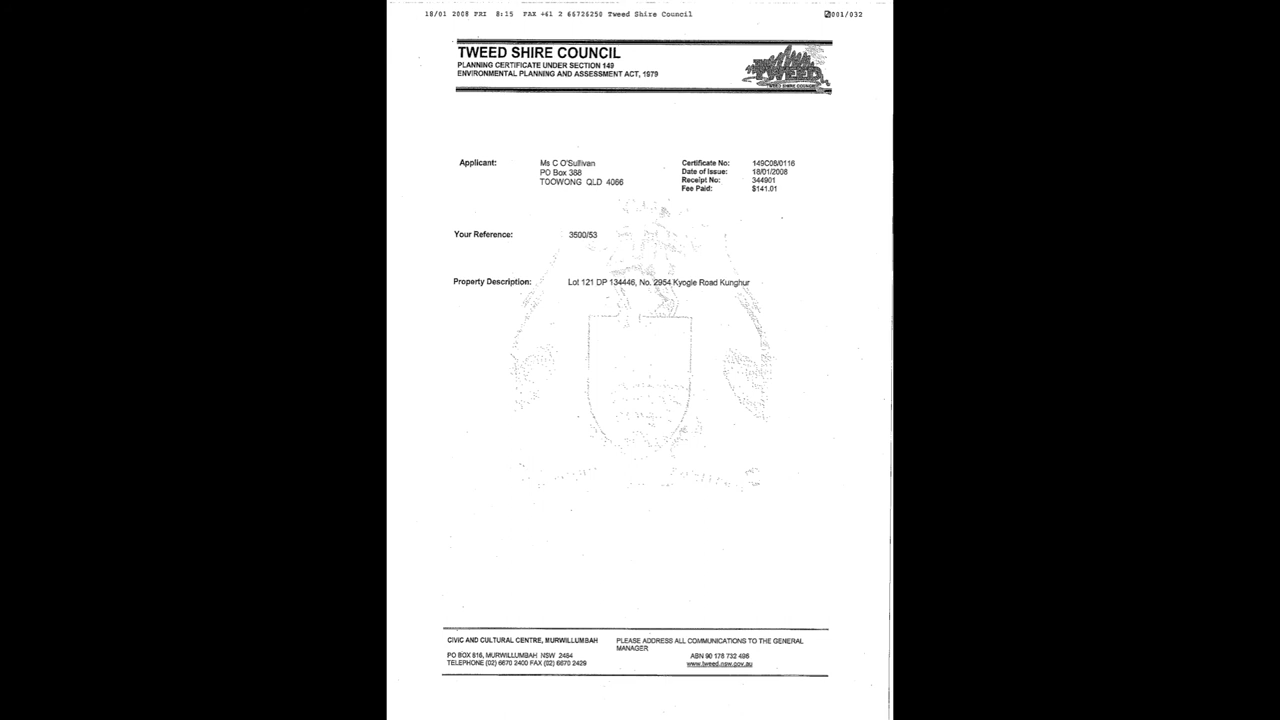 18/01 2008 FRI 8:15 FAX +61 2 66726250 Tweed Shire Council 001/032
TWEED SHIRE COUNCIL
PLANNING CERTIFICATE UNDER SECTION 149
ENVIRONMENTAL PLANNING AND ASSESSMENT ACT, 1979
TWEED
TWEED SHIRE COUNCIL
Applicant: Ms C O'Sullivan
PO Box 388
TOOWONG QLD 4066
Certificate No: 149C08/0116
Date of Issue: 18/01/2008
Receipt No: 344901
Fee Paid: $141.01
Your Reference: 3500/53
Property Description: Lot 121 DP 134446, No. 2954 Kyogle Road Kunghur
CIVIC AND CULTURAL CENTRE, MURWILLUMBAH
PO BOX 816, MURWILLUMBAH NSW 2484
TELEPHONE (02) 6670 2400 FAX (02) 6670 2429
PLEASE ADDRESS ALL COMMUNICATIONS TO THE GENERAL
MANAGER
ABN 90 178 732 496
www.tweed.nsw.gov.au